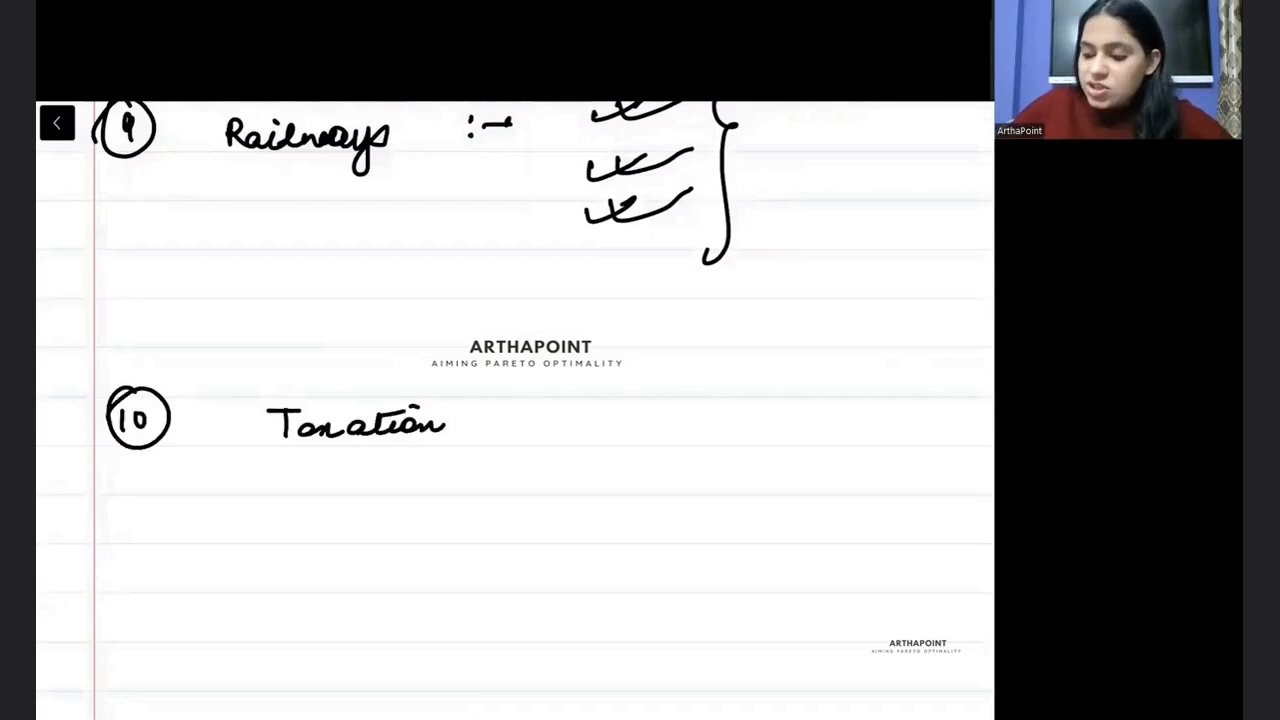 ArthaPoint
9 Railways :-
ARTHAPOINT
AIMING PARETO OPTIMALITY
10 Taxation
ARTHAPOINT
AIMING PARETO OPTIMALITY